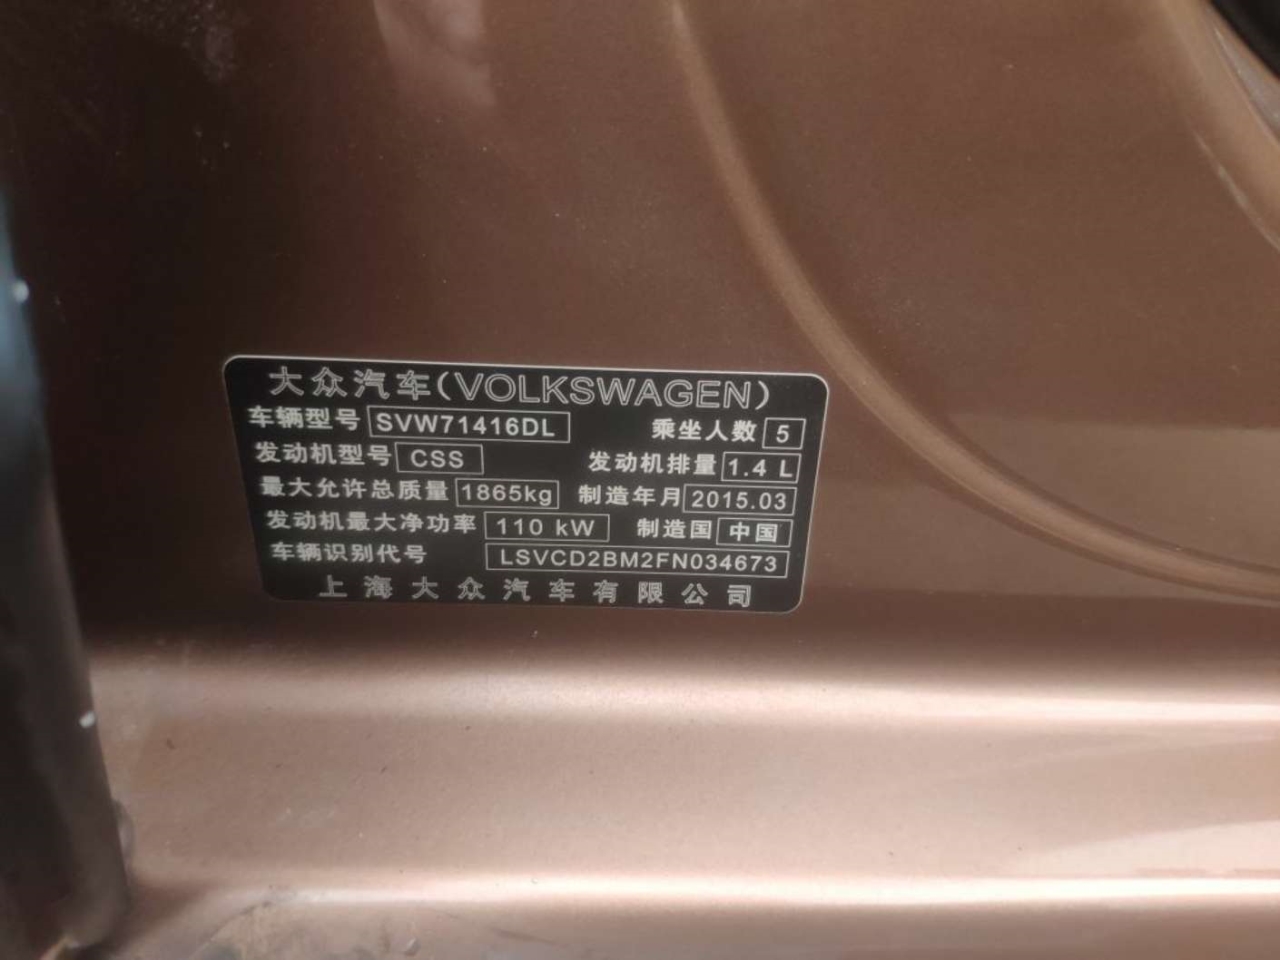 大众汽车(VOLKSWAGEN)
车辆型号 SVW71416DL 乘坐人数 5
发动机型号 CSS 发动机排量 1.4 L
最大允许总质量 1865kg 制造年月 2015.03
发动机最大净功率 110 kW 制造国 中国
车辆识别代号 LSVCD2BM2FN034673
上海大众汽车有限公司